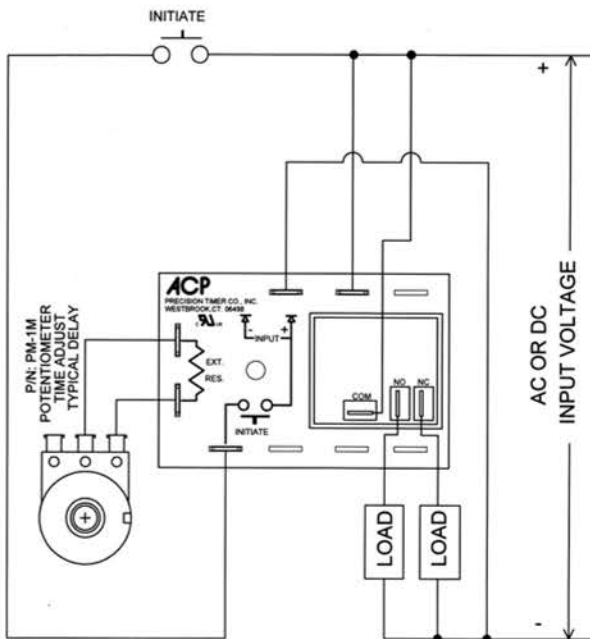 INITIATE
+
ACP
PRECISION TIMER CO., INC.
WESTBROOK,CT. 06498
- +
INPUT
EXT.
RES.
INITIATE
COM
NO
NC
P/N: PM-1M
POTENTIOMETER
TIME ADJUST
TYPICAL DELAY
LOAD
LOAD
AC OR DC
INPUT VOLTAGE
-